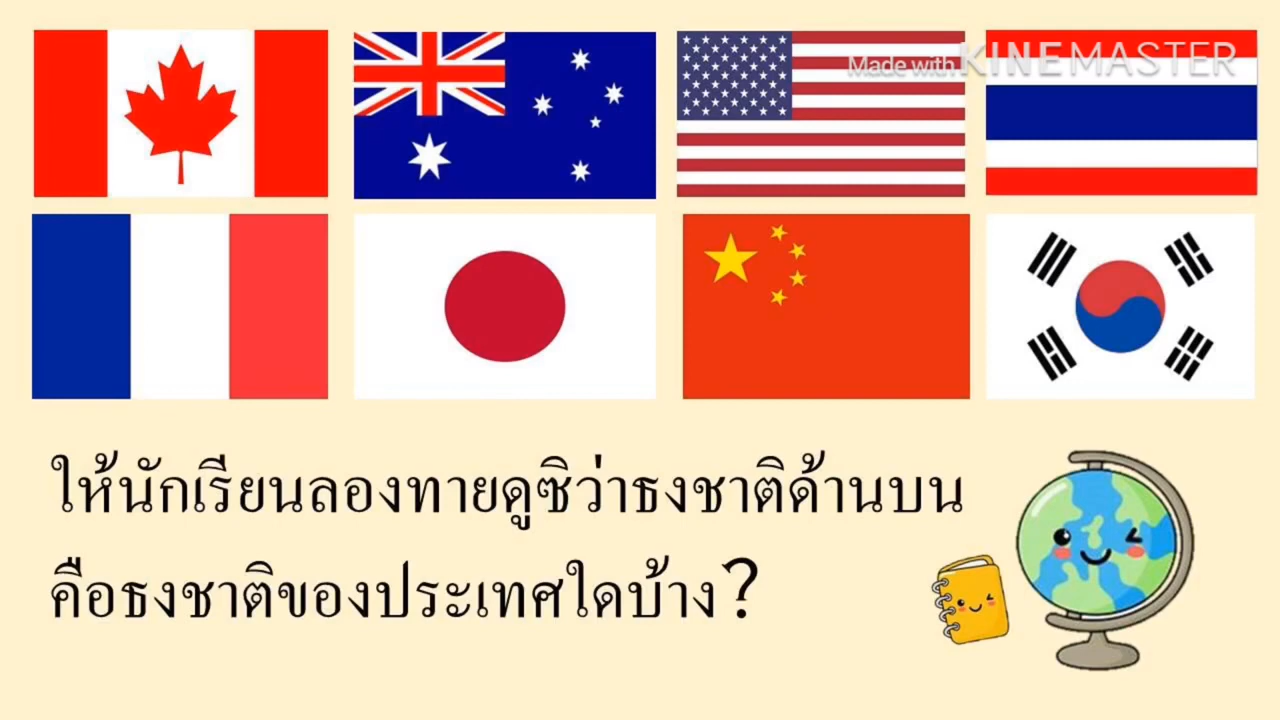 Made with KINEMASTER
ให้นักเรียนลองทายดูซิว่าธงชาติด้านบน
คือธงชาติของประเทศใดบ้าง?